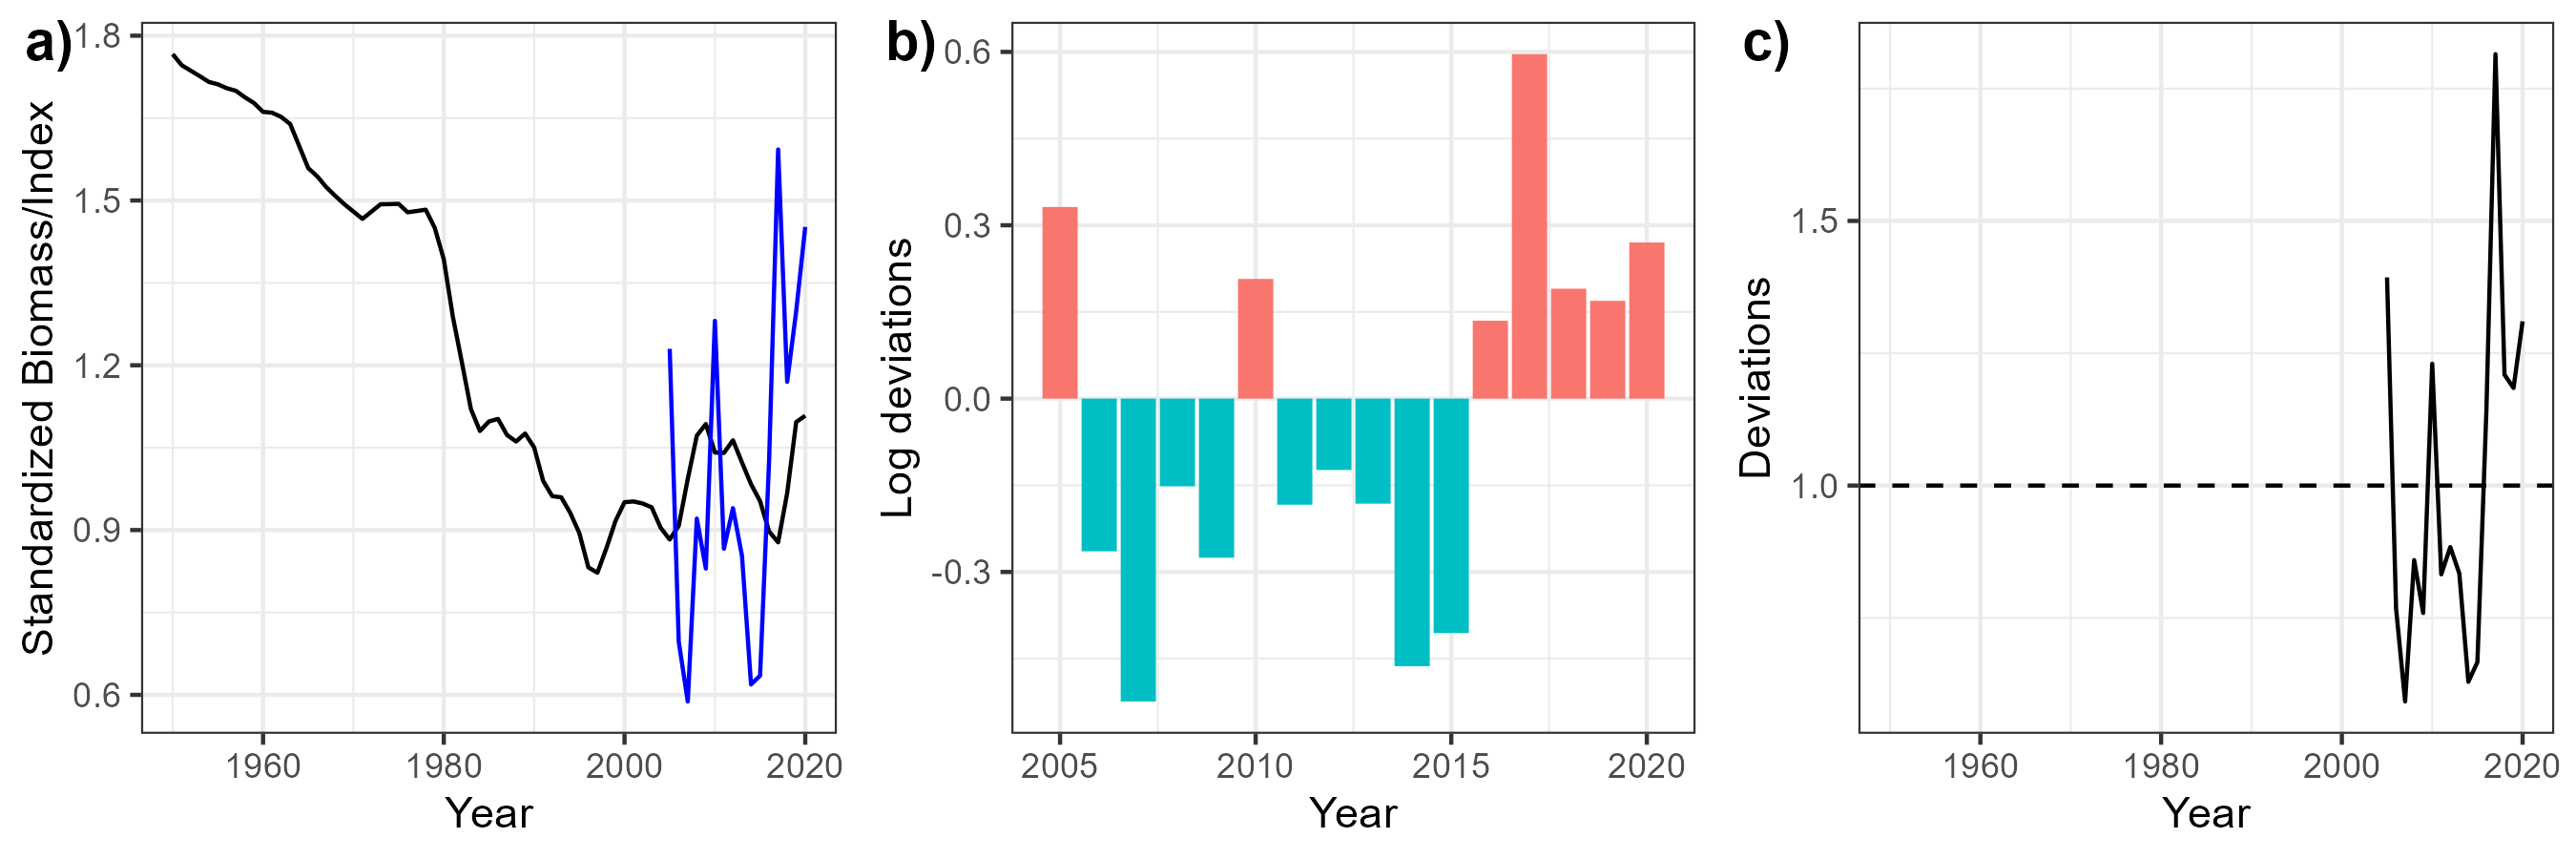 a)
Standardized Biomass/Index
1.8
1.5
1.2
0.9
0.6
1960 1980 2000 2020
Year
b)
Log deviations
0.6
0.3
0.0
-0.3
2005 2010 2015 2020
Year
c)
Deviations
1.5
1.0
1960 1980 2000 2020
Year